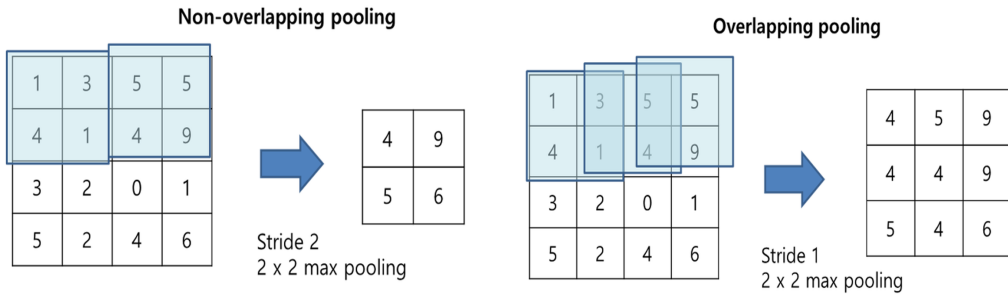 Non-overlapping pooling
1 3 5 5
4 1 4 9
3 2 0 1
5 2 4 6
4 9
5 6
Stride 2
2 x 2 max pooling
Overlapping pooling
1 3 5 5
4 1 4 9
3 2 0 1
5 2 4 6
4 5 9
4 4 9
5 4 6
Stride 1
2 x 2 max pooling